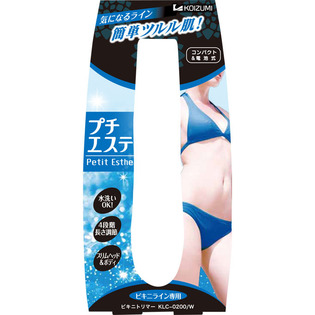 KOIZUMI
気になるライン
簡単ツルル肌!
コンパクト
&電池式
プチ
エステ
Petit Esthe
水洗い
OK!
4段階
長さ調節
スリムヘッド
&ボディ
ビキニライン専用
ビキニトリマー KLC-0200/W